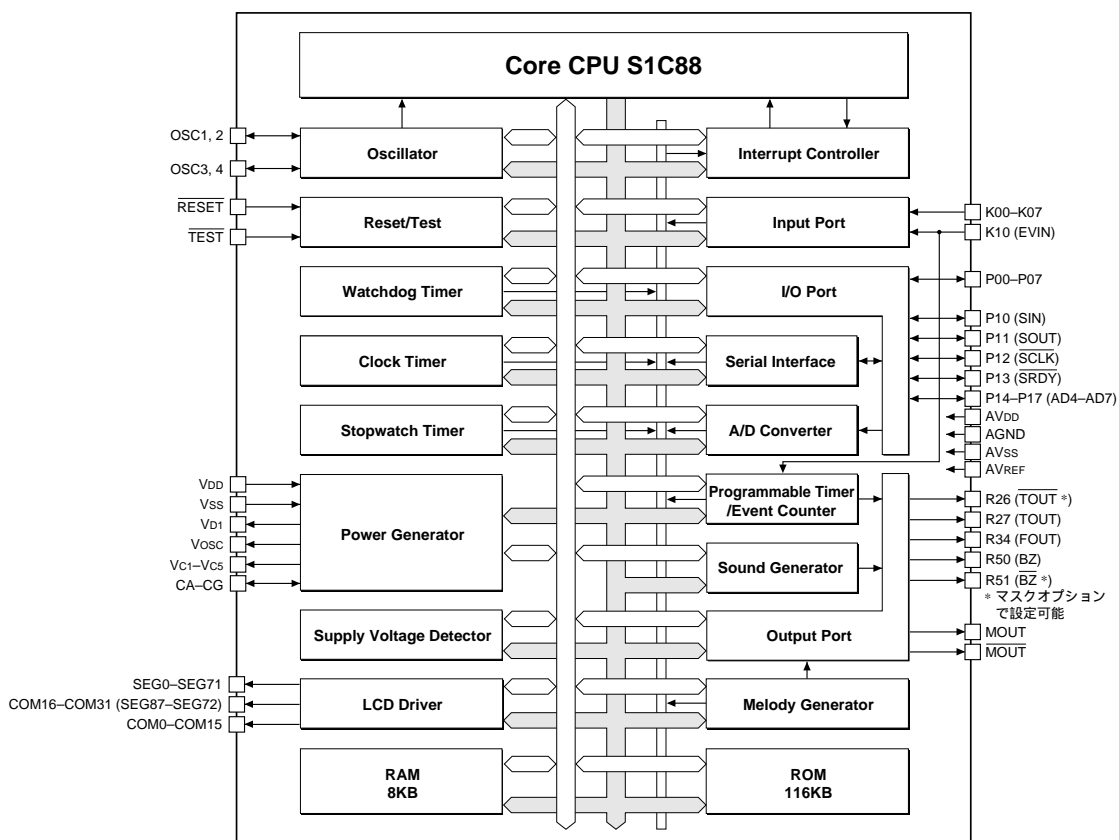 Core CPU S1C88
OSC1, 2
OSC3, 4
Oscillator
Interrupt Controller
RESET
TEST
Reset/Test
Input Port
K00–K07
K10 (EVIN)
Watchdog Timer
I/O Port
P00–P07
P10 (SIN)
P11 (SOUT)
P12 (SCLK)
P13 (SRDY)
P14–P17 (AD4–AD7)
Clock Timer
Serial Interface
Stopwatch Timer
A/D Converter
AVDD
AGND
AVSS
AVREF
VDD
VSS
VD1
VOSC
VC1–VC5
CA–CG
Power Generator
Programmable Timer
/Event Counter
Sound Generator
R26 (TOUT *)
R27 (TOUT)
R34 (FOUT)
R50 (BZ)
R51 (BZ *)
* マスクオプション
で設定可能
Supply Voltage Detector
Output Port
MOUT
MOUT
SEG0–SEG71
COM16–COM31 (SEG87–SEG72)
COM0–COM15
LCD Driver
Melody Generator
RAM
8KB
ROM
116KB